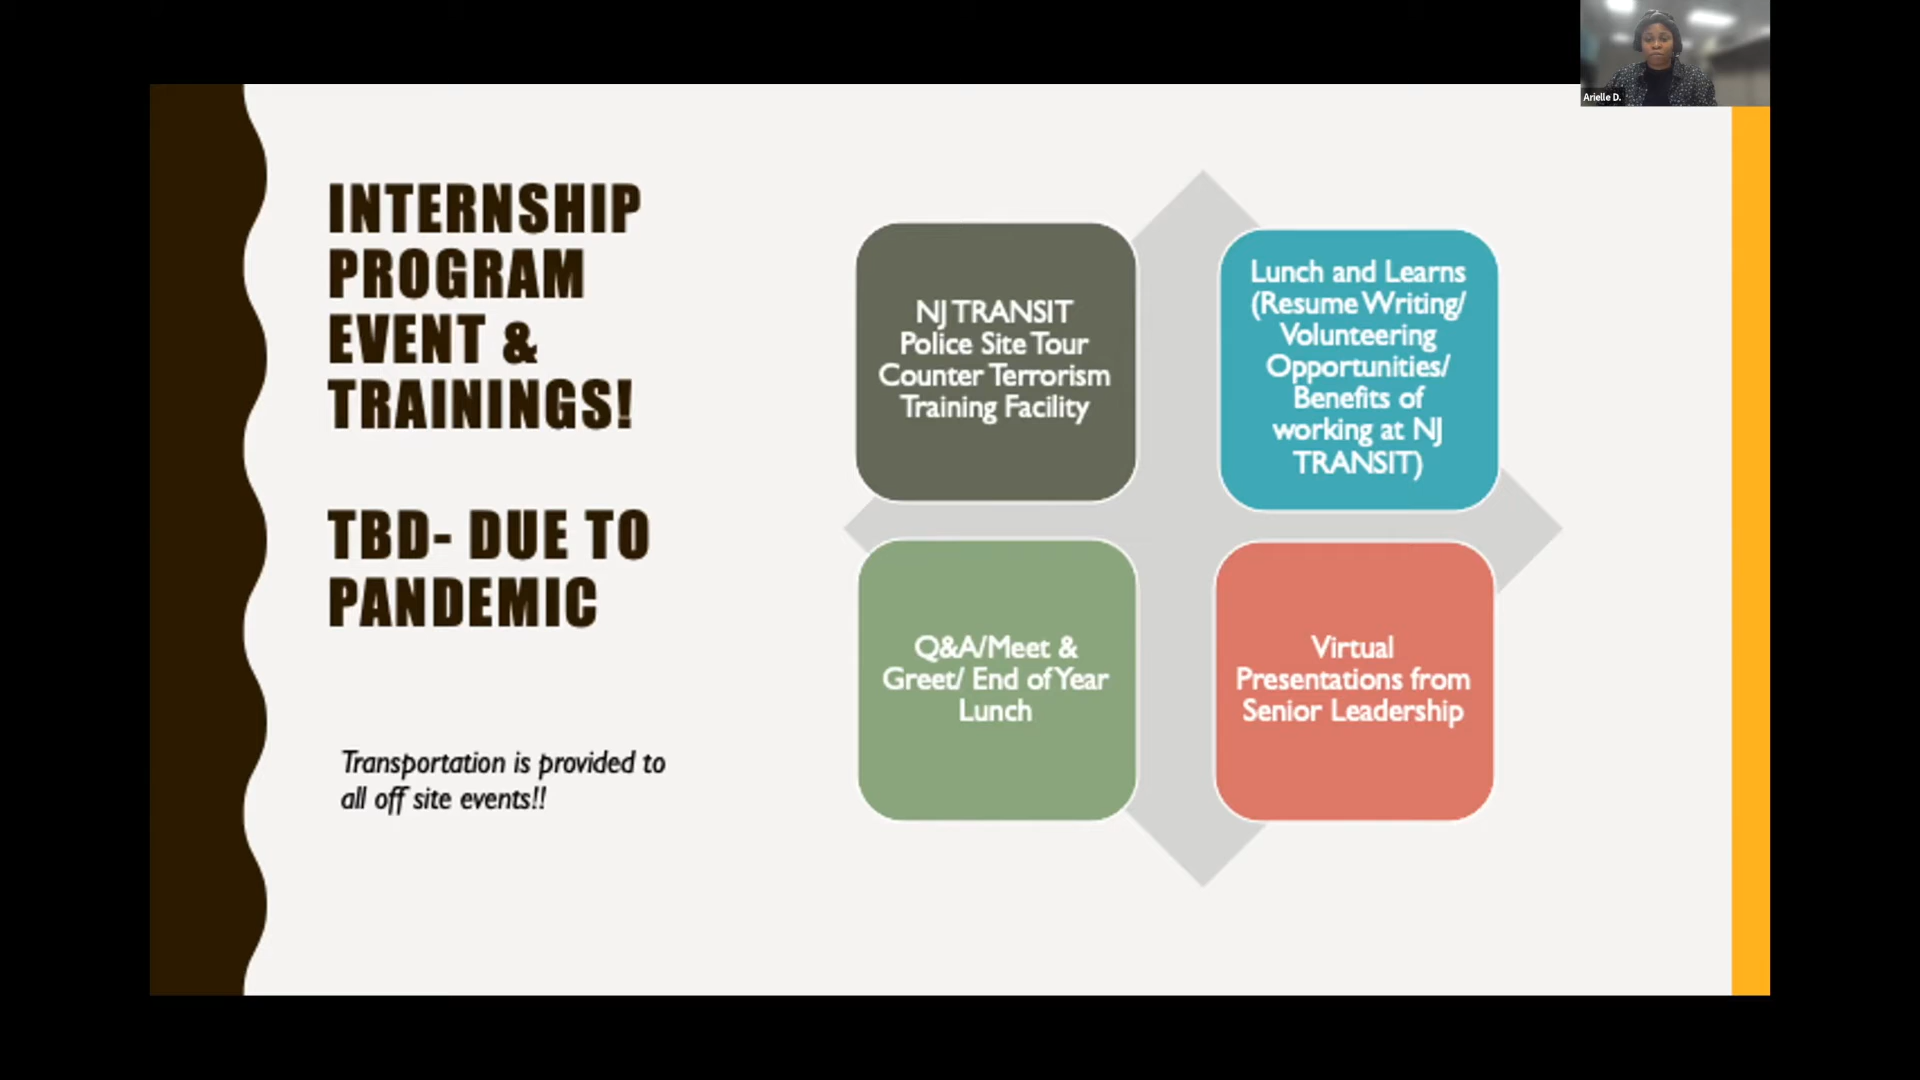 Arielle D.
INTERNSHIP
PROGRAM
EVENT &
TRAININGS!
TBD- DUE TO
PANDEMIC
Transportation is provided to
all off site events!!
NJ TRANSIT
Police Site Tour
Counter Terrorism
Training Facility
Lunch and Learns
(Resume Writing/
Volunteering
Opportunities/
Benefits of
working at NJ
TRANSIT)
Q&A/Meet &
Greet/ End of Year
Lunch
Virtual
Presentations from
Senior Leadership